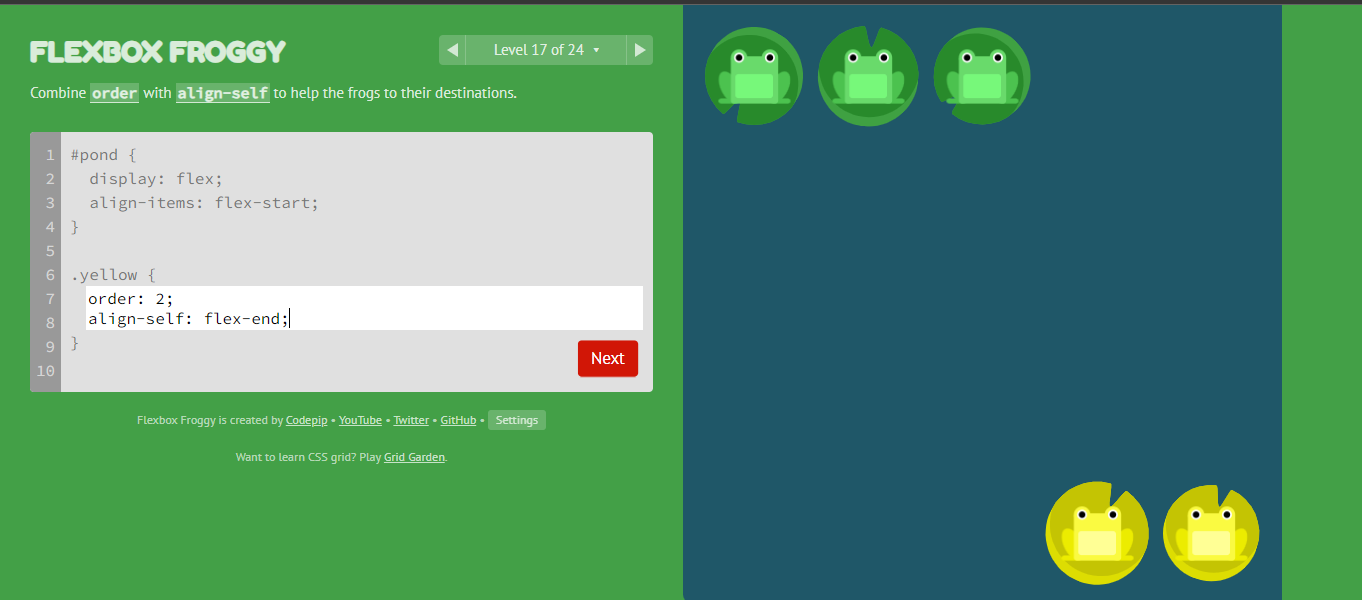 FLEXBOX FROGGY
Level 17 of 24
Combine order with align-self to help the frogs to their destinations.
1 #pond {
2 display: flex;
3 align-items: flex-start;
4 }
5
6 .yellow {
7 order: 2;
8 align-self: flex-end;
9 }
10
Next
Flexbox Froggy is created by Codepip • YouTube • Twitter • GitHub • Settings
Want to learn CSS grid? Play Grid Garden.